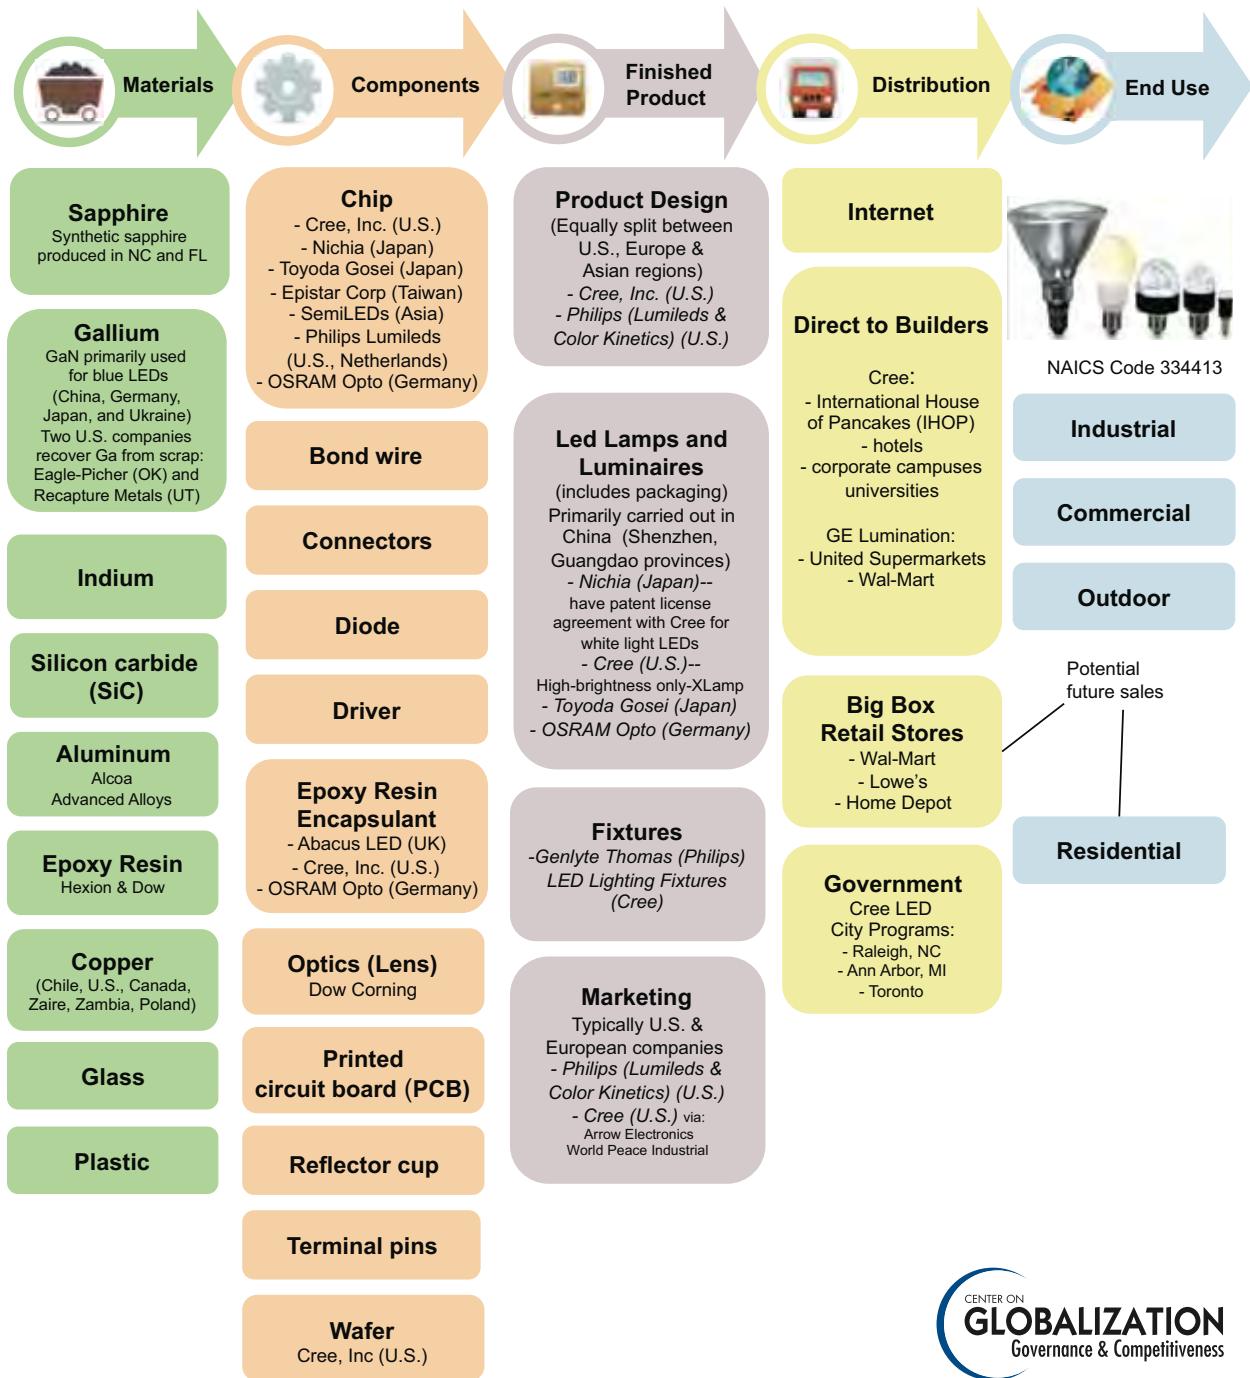 Materials
Components
Finished
Product
Distribution
End Use
Sapphire
Synthetic sapphire
produced in NC and FL
Gallium
GaN primarily used
for blue LEDs
(China, Germany,
Japan, and Ukraine)
Two U.S. companies
recover Ga from scrap:
Eagle-Picher (OK) and
Recapture Metals (UT)
Indium
Silicon carbide
(SiC)
Aluminum
Alcoa
Advanced Alloys
Epoxy Resin
Hexion & Dow
Copper
(Chile, U.S., Canada,
Zaire, Zambia, Poland)
Glass
Plastic
Chip
- Cree, Inc. (U.S.)
- Nichia (Japan)
- Toyoda Gosei (Japan)
- Epistar Corp (Taiwan)
- SemiLEDs (Asia)
- Philips Lumileds
(U.S., Netherlands)
- OSRAM Opto (Germany)
Bond wire
Connectors
Diode
Driver
Epoxy Resin
Encapsulant
- Abacus LED (UK)
- Cree, Inc. (U.S.)
- OSRAM Opto (Germany)
Optics (Lens)
Dow Corning
Printed
circuit board (PCB)
Reflector cup
Terminal pins
Wafer
Cree, Inc (U.S.)
Product Design
(Equally split between
U.S., Europe &
Asian regions)
- Cree, Inc. (U.S.)
- Philips (Lumileds &
Color Kinetics) (U.S.)
Led Lamps and
Luminaires
(includes packaging)
Primarily carried out in
China (Shenzhen,
Guangdao provinces)
- Nichia (Japan)--
have patent license
agreement with Cree for
white light LEDs
- Cree (U.S.)--
High-brightness only-XLamp
- Toyoda Gosei (Japan)
- OSRAM Opto (Germany)
Fixtures
-Genlyte Thomas (Philips)
LED Lighting Fixtures
(Cree)
Marketing
Typically U.S. &
European companies
- Philips (Lumileds &
Color Kinetics) (U.S.)
- Cree (U.S.) via:
Arrow Electronics
World Peace Industrial
Internet
Direct to Builders
Cree:
- International House
of Pancakes (IHOP)
- hotels
- corporate campuses
universities
GE Lumination:
- United Supermarkets
- Wal-Mart
Big Box
Retail Stores
- Wal-Mart
- Lowe's
- Home Depot
Government
Cree LED
City Programs:
- Raleigh, NC
- Ann Arbor, MI
- Toronto
NAICS Code 334413
Industrial
Commercial
Outdoor
Potential
future sales
Residential
CENTER ON
GLOBALIZATION
Governance & Competitiveness